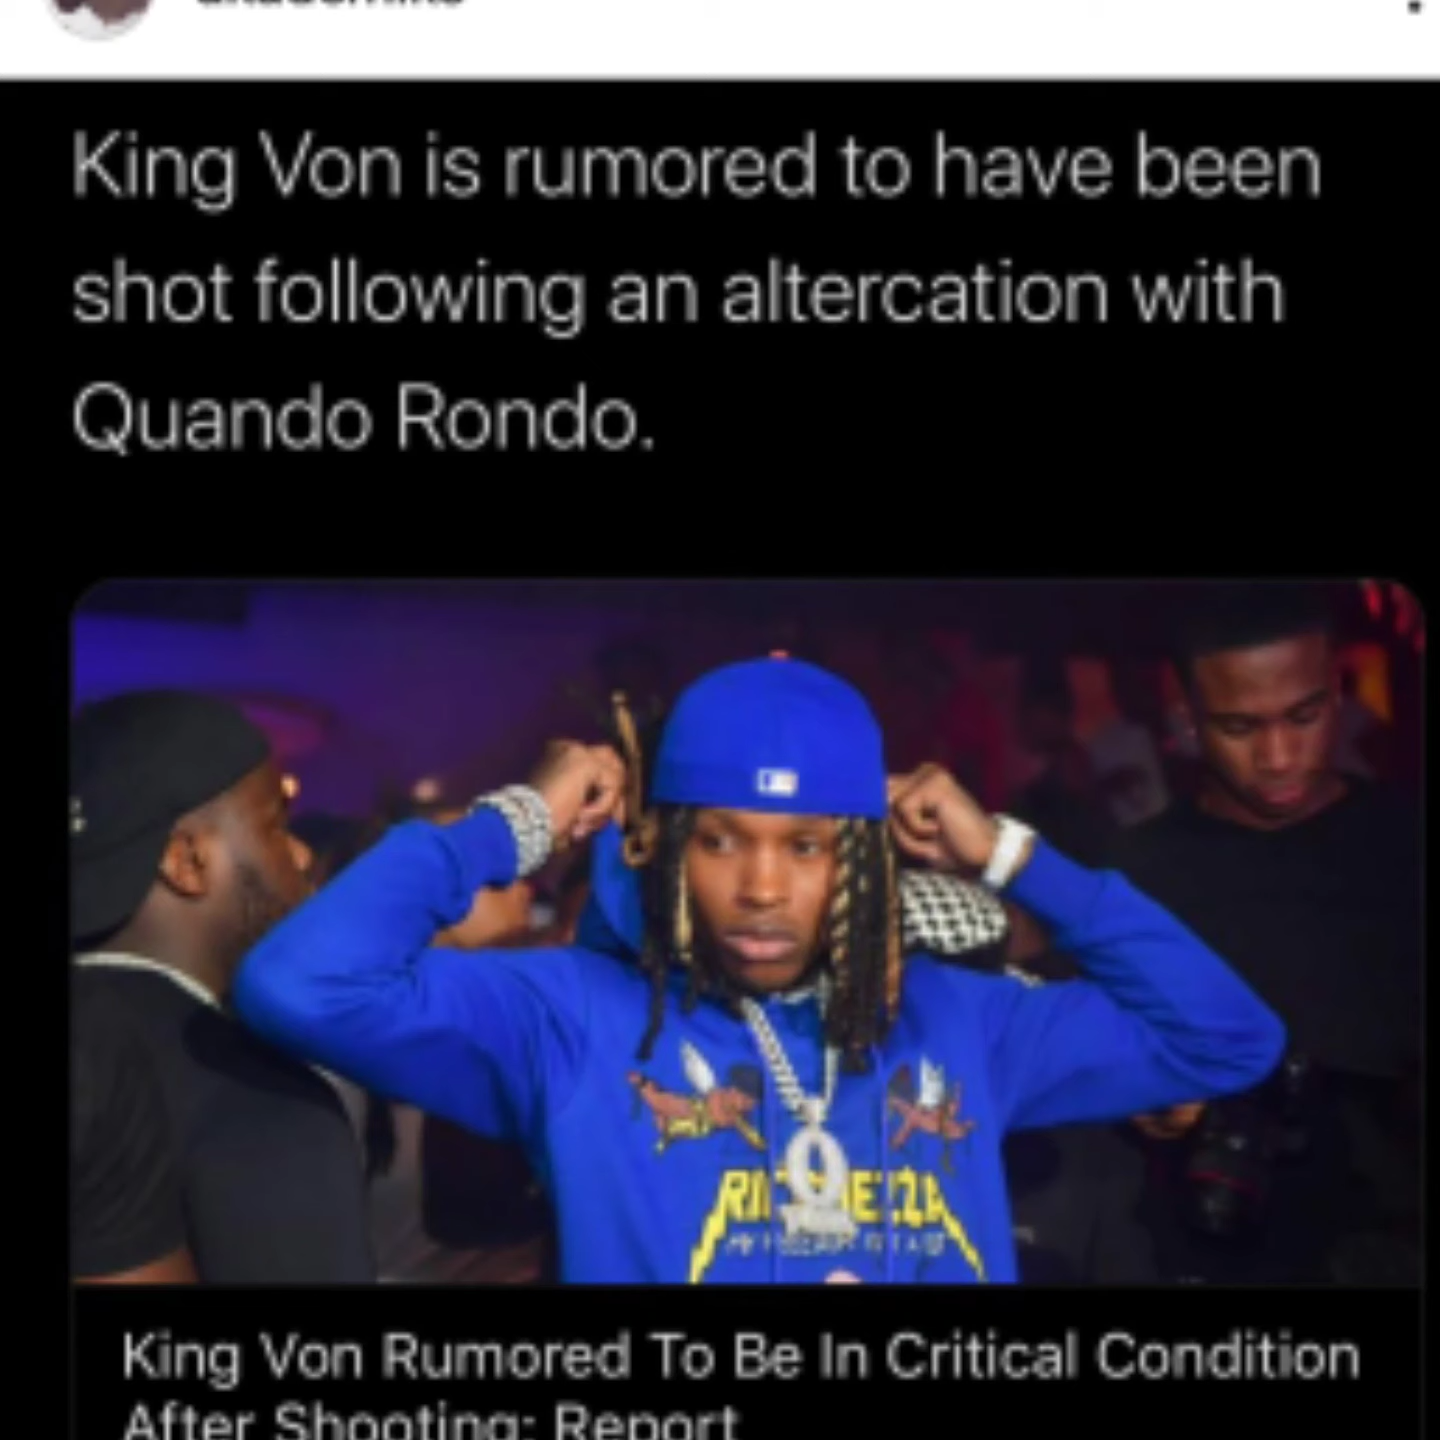 King Von is rumored to have been
shot following an altercation with
Quando Rondo.
King Von Rumored To Be In Critical Condition
After Shooting: Report